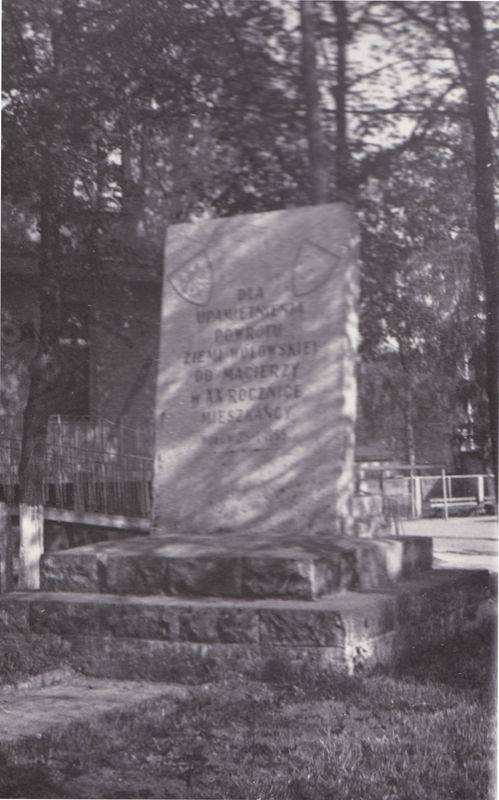 DLA
UPAMIĘTNIENIA
POWROTU
ZIEMI WOŁOWSKIEJ
DO MACIERZY
W XX ROCZNICĘ
MIESZKAŃCY